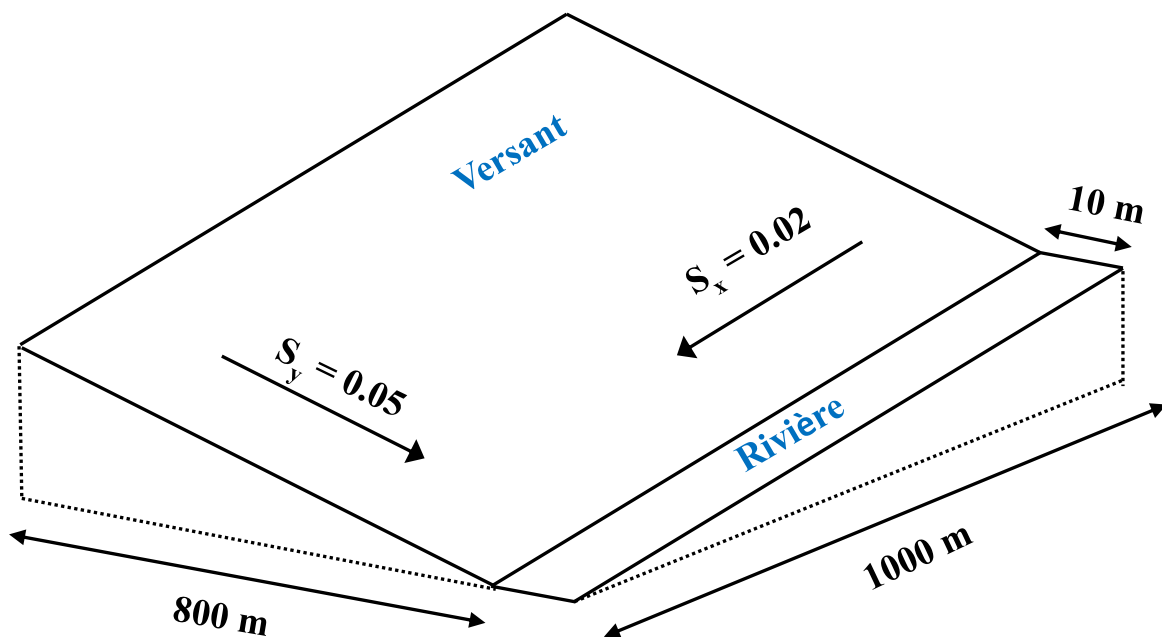 Versant
10 m
Sx = 0.02
Sy = 0.05
Rivière
1000 m
800 m